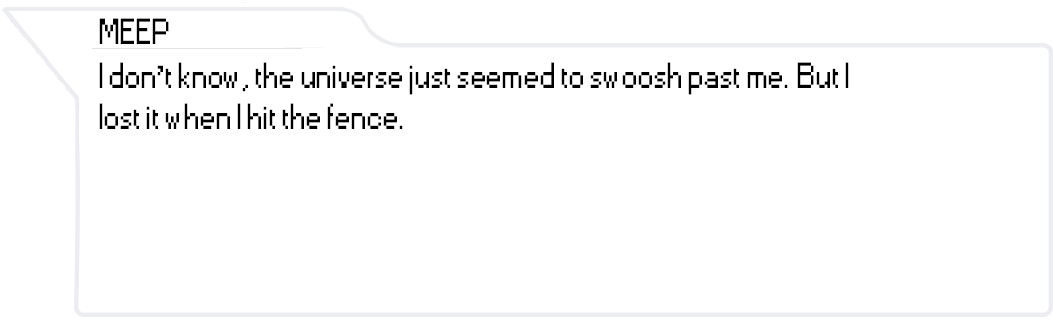 MEEP
I don't know, the universe just seemed to swoosh past me. But I
lost it when I hit the fence.